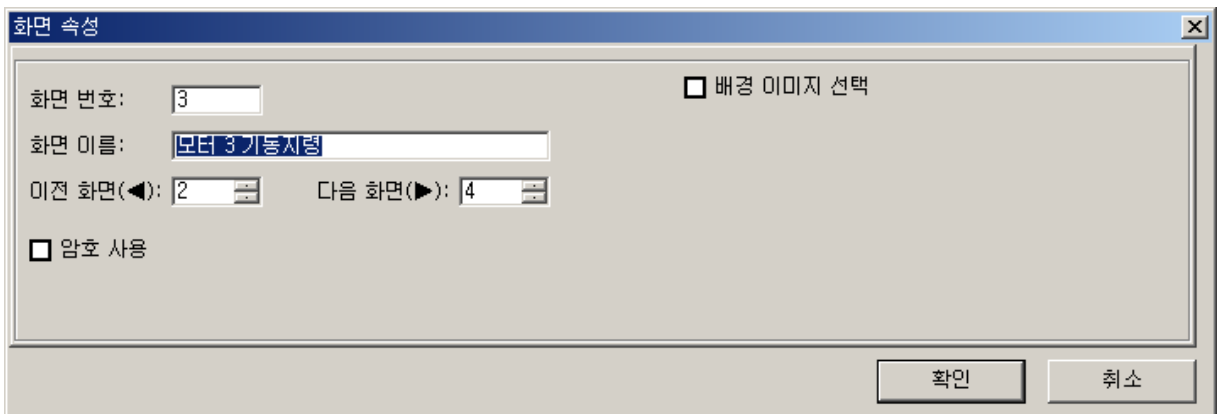 화면 속성
화면 번호: 3
배경 이미지 선택
화면 이름: 모터 3 기동지령
이전 화면(◀): 2 다음 화면(▶): 4
암호 사용
확인 취소